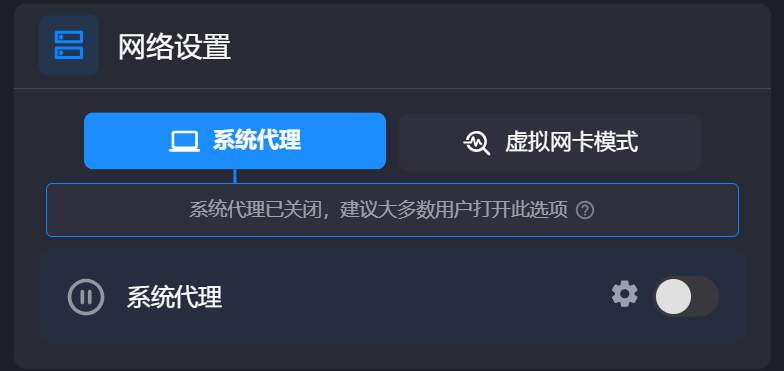 网络设置
系统代理
虚拟网卡模式
系统代理已关闭，建议大多数用户打开此选项
系统代理